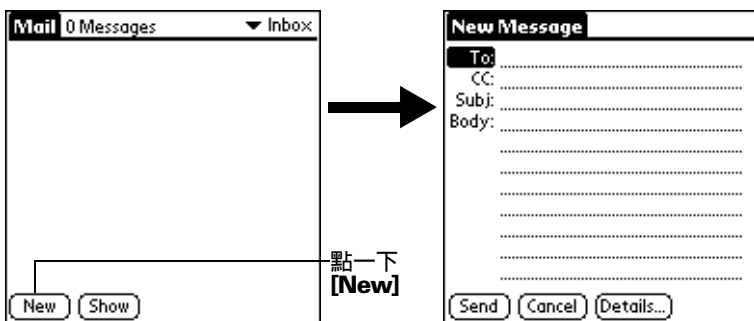 Mail 0 Messages ▼ Inbox
New Show
點一下
[New]
New Message
To:
CC:
Subj:
Body:
Send Cancel Details...